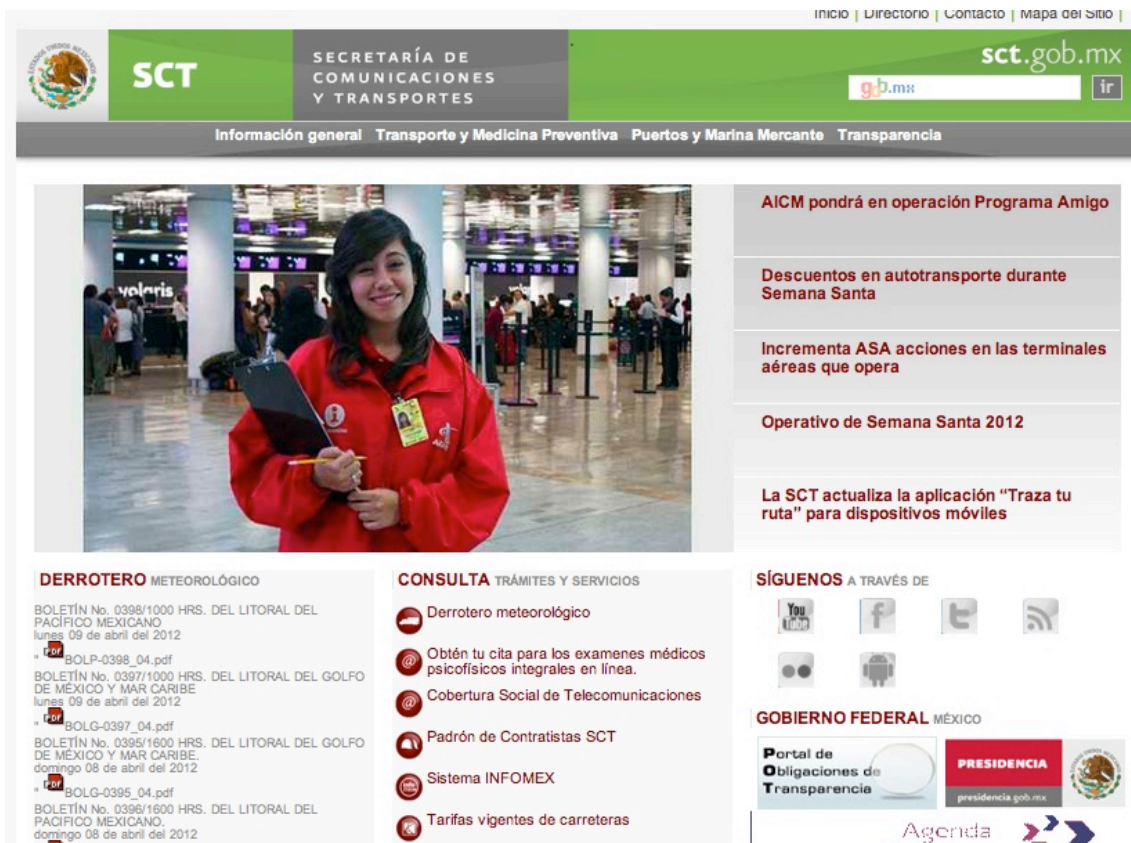 Inicio | Directorio | Contacto | Mapa del Sitio |
SCT
SECRETARÍA DE
COMUNICACIONES
Y TRANSPORTES
sct.gob.mx
gob.mx
ir
Información general Transporte y Medicina Preventiva Puertos y Marina Mercante Transparencia
volaris
AICM pondrá en operación Programa Amigo
Descuentos en autotransporte durante
Semana Santa
Incrementa ASA acciones en las terminales
aéreas que opera
Operativo de Semana Santa 2012
La SCT actualiza la aplicación “Traza tu
ruta” para dispositivos móviles
DERROTERO METEOROLÓGICO
BOLETÍN No. 0398/1000 HRS. DEL LITORAL DEL
PACÍFICO MEXICANO
lunes 09 de abril del 2012
" PDF BOLP-0398_04.pdf
BOLETÍN No. 0397/1000 HRS. DEL LITORAL DEL GOLFO
DE MÉXICO Y MAR CARIBE
lunes 09 de abril del 2012
" PDF BOLG-0397_04.pdf
BOLETÍN No. 0395/1600 HRS. DEL LITORAL DEL GOLFO
DE MÉXICO Y MAR CARIBE.
domingo 08 de abril del 2012
" PDF BOLG-0395_04.pdf
BOLETÍN No. 0396/1600 HRS. DEL LITORAL DEL
PACIFICO MEXICANO.
domingo 08 de abril del 2012
CONSULTA TRÁMITES Y SERVICIOS
Derrotero meteorológico
Obtén tu cita para los examenes médicos
psicofísicos integrales en línea.
Cobertura Social de Telecomunicaciones
Padrón de Contratistas SCT
Sistema INFOMEX
Tarifas vigentes de carreteras
SÍGUENOS A TRAVÉS DE
You
Tube
GOBIERNO FEDERAL MÉXICO
Portal de
Obligaciones de
Transparencia
PRESIDENCIA
presidencia.gob.mx
Agenda